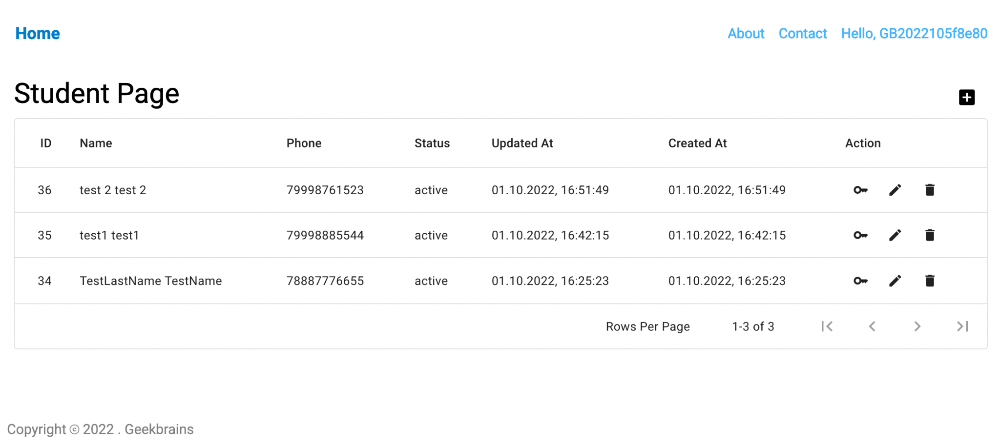 Home About Contact Hello, GB2022105f8e80
Student Page
ID Name Phone Status Updated At Created At Action
36 test 2 test 2 79998761523 active 01.10.2022, 16:51:49 01.10.2022, 16:51:49
35 test1 test1 79998885544 active 01.10.2022, 16:42:15 01.10.2022, 16:42:15
34 TestLastName TestName 78887776655 active 01.10.2022, 16:25:23 01.10.2022, 16:25:23
Rows Per Page 1-3 of 3
Copyright © 2022 . Geekbrains